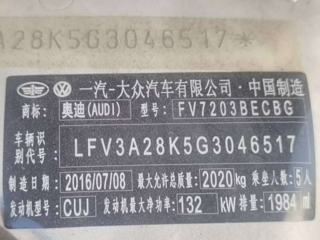 A28K5G3046517*
一汽-大众汽车有限公司·中国制造
商标: 奥迪(AUDI) 型号: FV7203BECBG
车辆识别代号: LFV3A28K5G3046517
制造日期 2016/07/08 最大允许总质量: 2020kg 乘坐人数: 5人
发动机型号 CUJ 发动机最大净功率: 132 kW 排量: 1984 ml